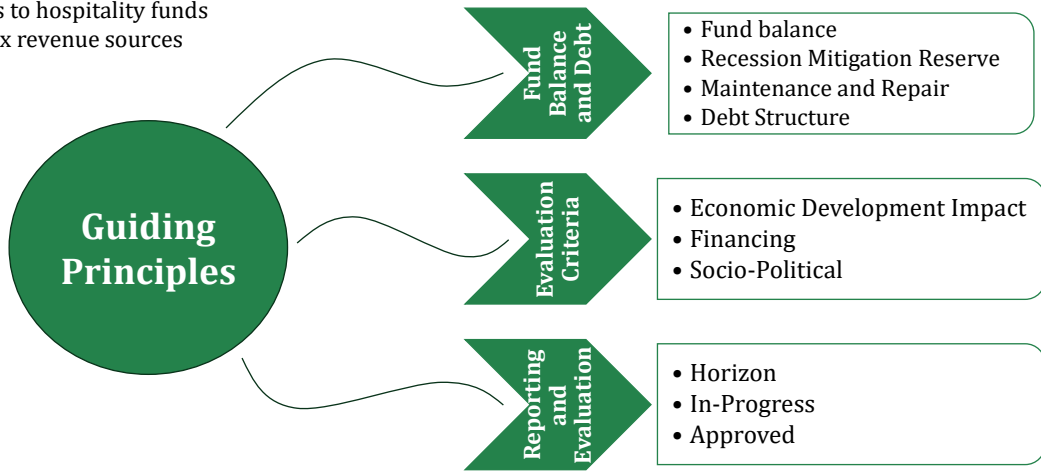 s to hospitality funds
x revenue sources
Guiding
Principles
Fund
Balance
and Debt
• Fund balance
• Recession Mitigation Reserve
• Maintenance and Repair
• Debt Structure
Evaluation
Criteria
• Economic Development Impact
• Financing
• Socio-Political
Reporting
and
Evaluation
• Horizon
• In-Progress
• Approved